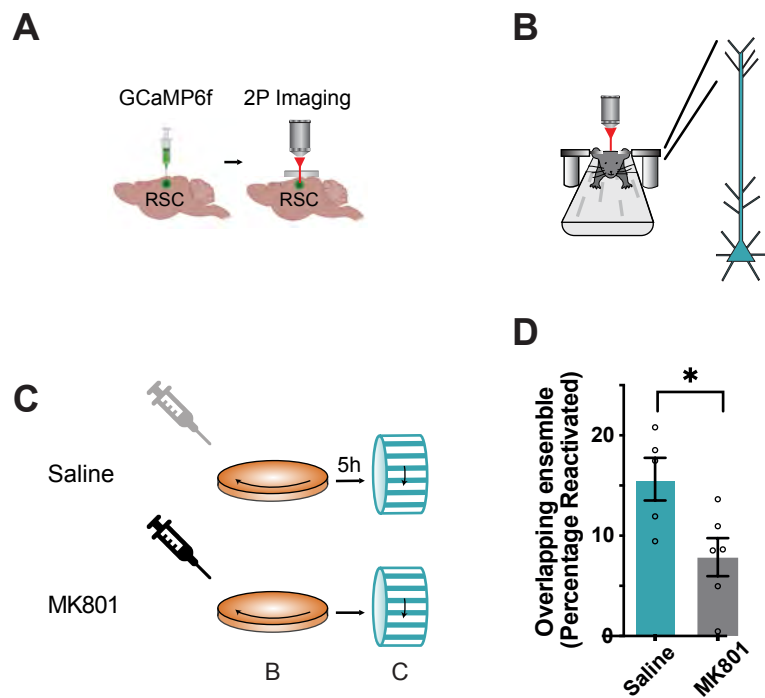 A
GCaMP6f
2P Imaging
RSC
RSC
B
C
Saline
5h
MK801
B
C
D
*
Overlapping ensemble
(Percentage Reactivated)
20
10
0
Saline
MK801